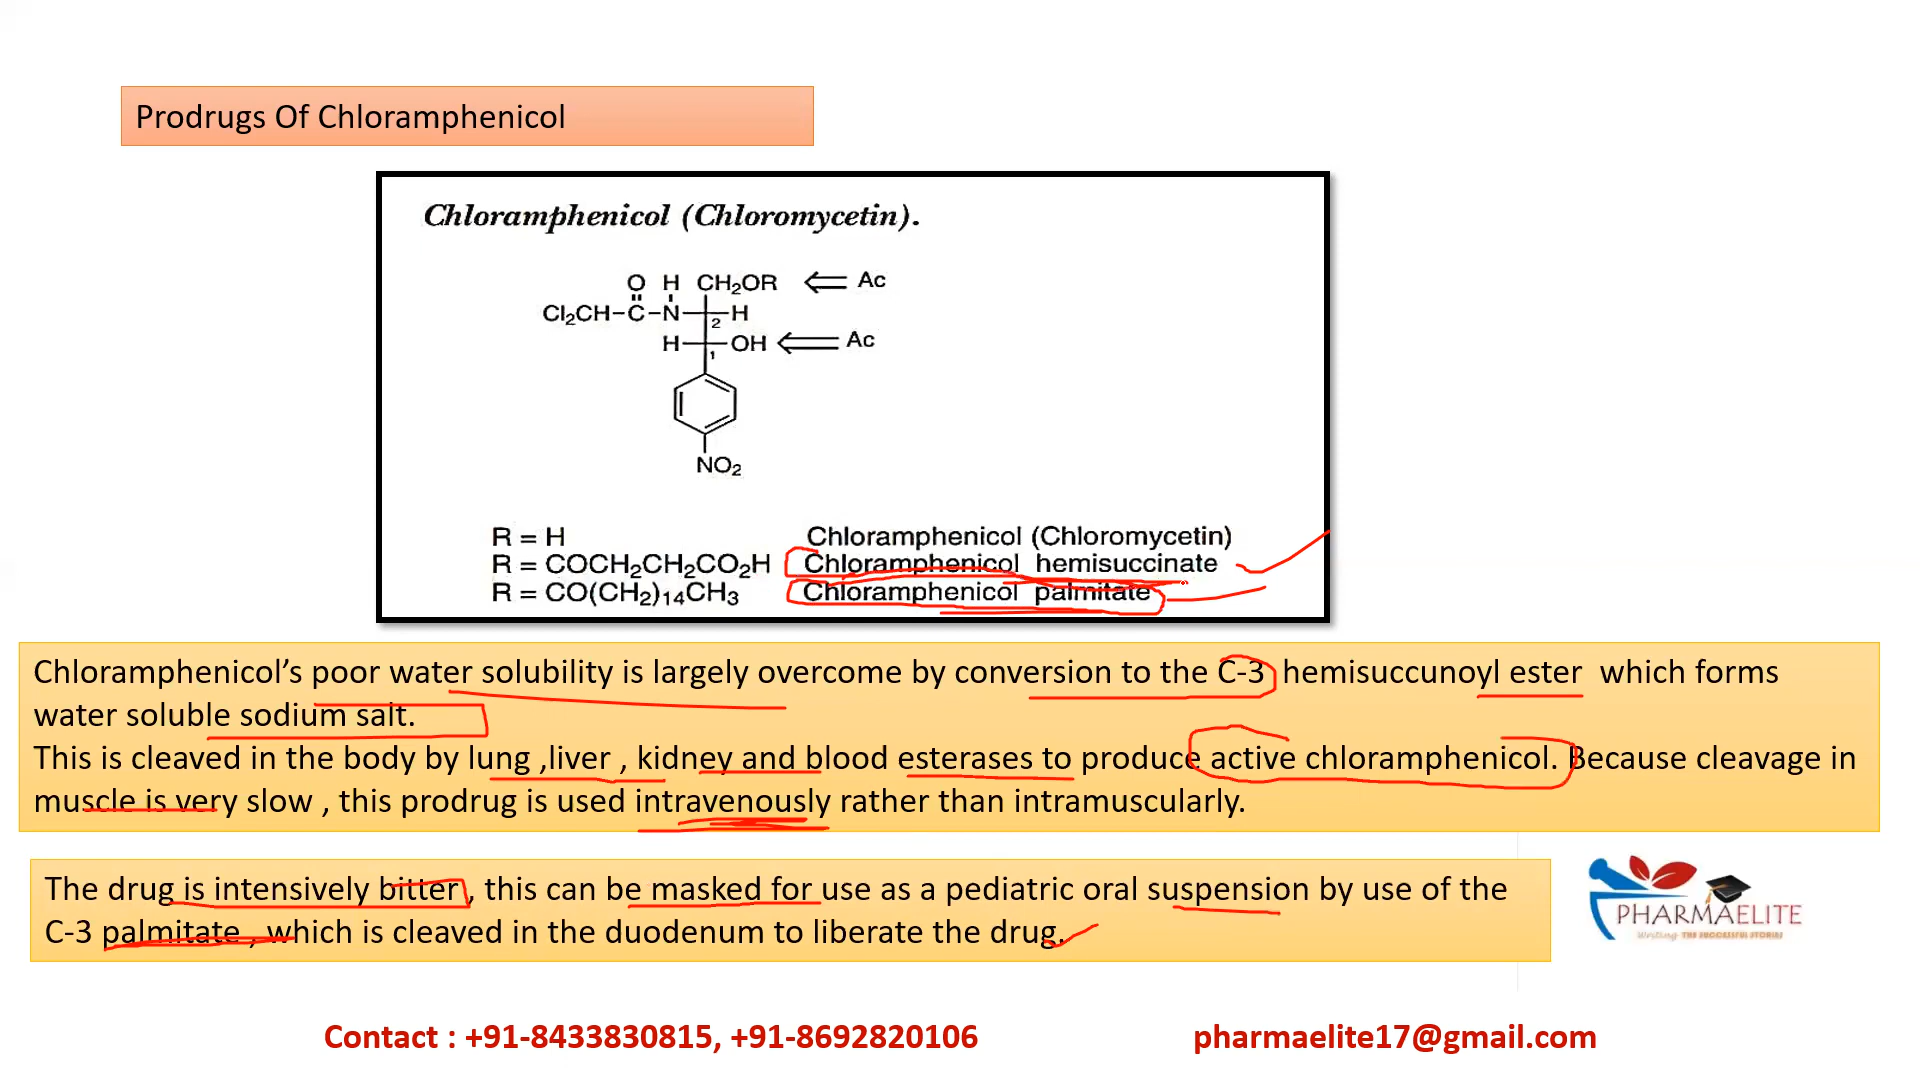 Prodrugs Of Chloramphenicol
Chloramphenicol (Chloromycetin).
O H CH₂OR ⇐ Ac
Cl₂CH-C-N-H
2
H-OH ⇐ Ac
1
NO₂
R = H Chloramphenicol (Chloromycetin)
R = COCH₂CH₂CO₂H Chloramphenicol hemisuccinate
R = CO(CH₂)₁₄CH₃ Chloramphenicol palmitate
Chloramphenicol’s poor water solubility is largely overcome by conversion to the C-3 hemisuccunoyl ester which forms
water soluble sodium salt.
This is cleaved in the body by lung ,liver , kidney and blood esterases to produce active chloramphenicol. Because cleavage in
muscle is very slow , this prodrug is used intravenously rather than intramuscularly.
The drug is intensively bitter , this can be masked for use as a pediatric oral suspension by use of the
C-3 palmitate , which is cleaved in the duodenum to liberate the drug.
PHARMAELITE
Writing THE SUCCESSFUL STORIES
Contact : +91-8433830815, +91-8692820106 pharmaelite17@gmail.com